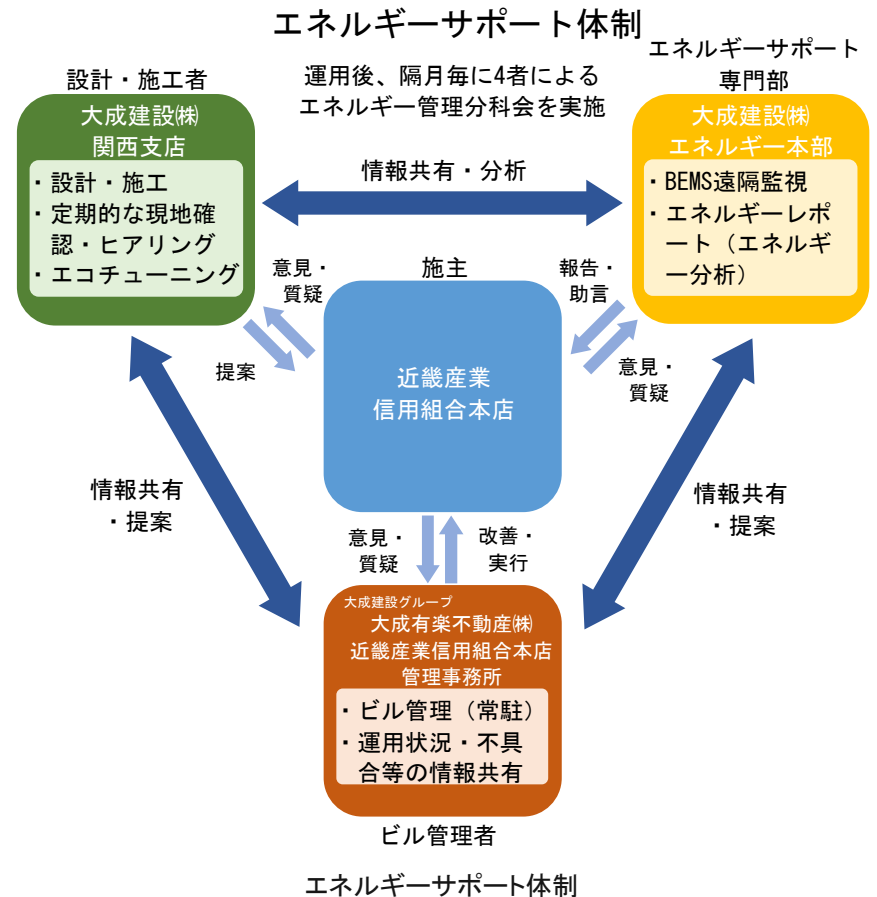 エネルギーサポート体制
運用後、隔月毎に4者による
エネルギー管理分科会を実施
設計・施工者
大成建設㈱
関西支店
・設計・施工
・定期的な現地確
認・ヒアリング
・エコチューニング
エネルギーサポート
専門部
大成建設㈱
エネルギー本部
・BEMS遠隔監視
・エネルギーレポ
ート（エネルギ
ー分析）
情報共有・分析
意見・
質疑
提案
施主
近畿産業
信用組合本店
報告・
助言
意見・
質疑
情報共有
・提案
情報共有
・提案
意見・
質疑
改善・
実行
大成建設グループ
大成有楽不動産㈱
近畿産業信用組合本店
管理事務所
・ビル管理（常駐）
・運用状況・不具
合等の情報共有
ビル管理者
エネルギーサポート体制